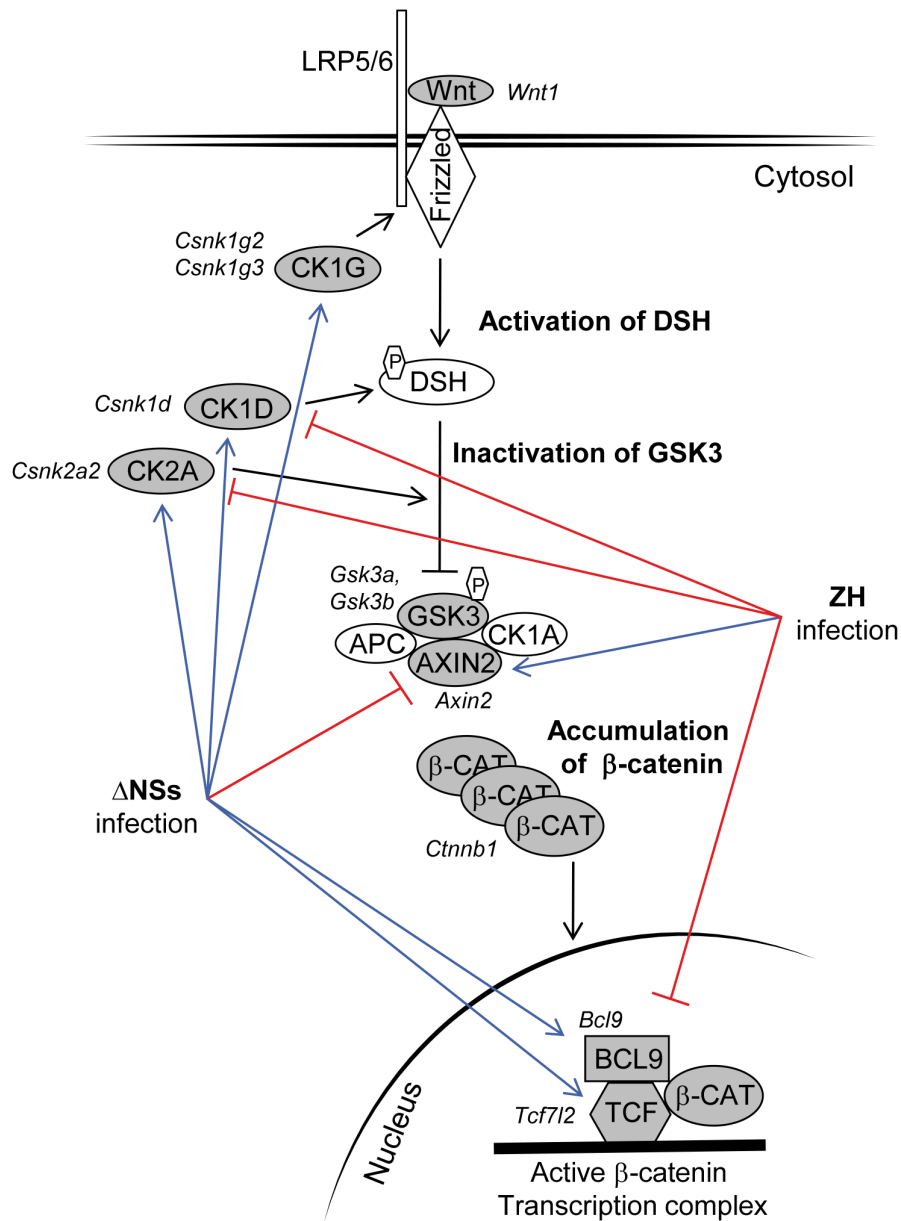 LRP5/6
Wnt
Wnt1
Frizzled
Cytosol
Csnk1g2
Csnk1g3
CK1G
Activation of DSH
P
DSH
Csnk1d
CK1D
Inactivation of GSK3
Csnk2a2
CK2A
Gsk3a,
Gsk3b
P
GSK3
APC
CK1A
AXIN2
Axin2
ZH
infection
Accumulation
of β-catenin
β-CAT
β-CAT
β-CAT
Ctnnb1
ΔNSs
infection
Nucleus
Bcl9
BCL9
β-CAT
Tcf7l2
TCF
Active β-catenin
Transcription complex